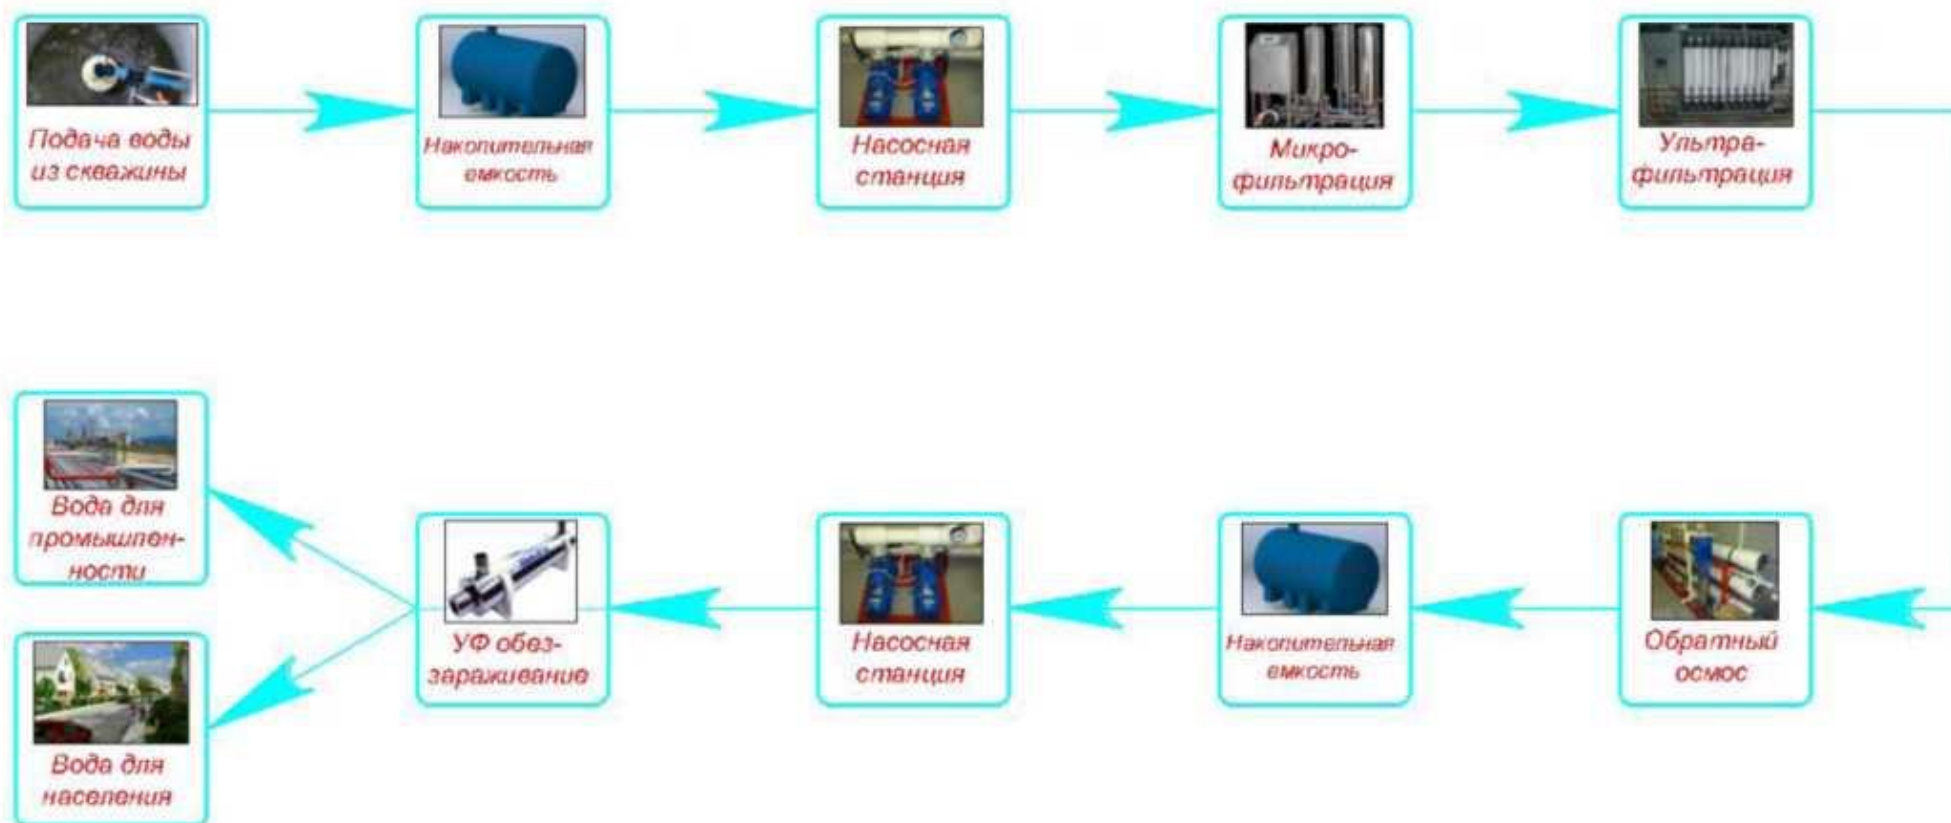 Подача воды
из скважины
Накопительная
емкость
Насосная
станция
Микро-
фильтрация
Ультра-
фильтрация
Вода для
промышлен-
ности
УФ обез-
зараживание
Насосная
станция
Накопительная
емкость
Обратный
осмос
Вода для
населения